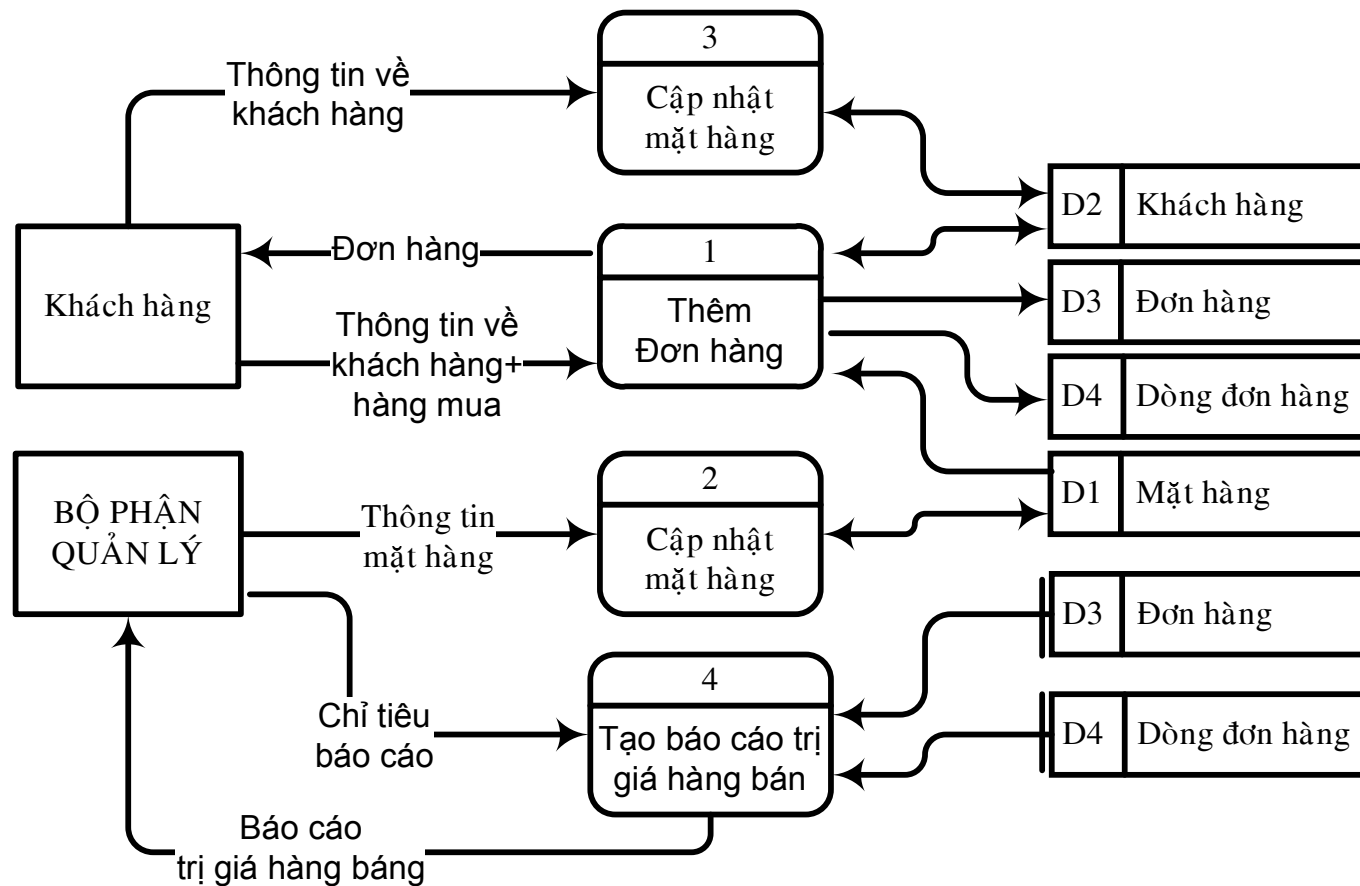 3
Thông tin về
khách hàng
Cập nhật
mặt hàng
D2 Khách hàng
Đơn hàng
1
Khách hàng
Thêm
Đơn hàng
D3 Đơn hàng
Thông tin về
khách hàng+
hàng mua
D4 Dòng đơn hàng
2
D1 Mặt hàng
BỘ PHẬN
QUẢN LÝ
Thông tin
mặt hàng
Cập nhật
mặt hàng
D3 Đơn hàng
4
Chỉ tiêu
báo cáo
Tạo báo cáo trị
giá hàng bán
D4 Dòng đơn hàng
Báo cáo
trị giá hàng báng